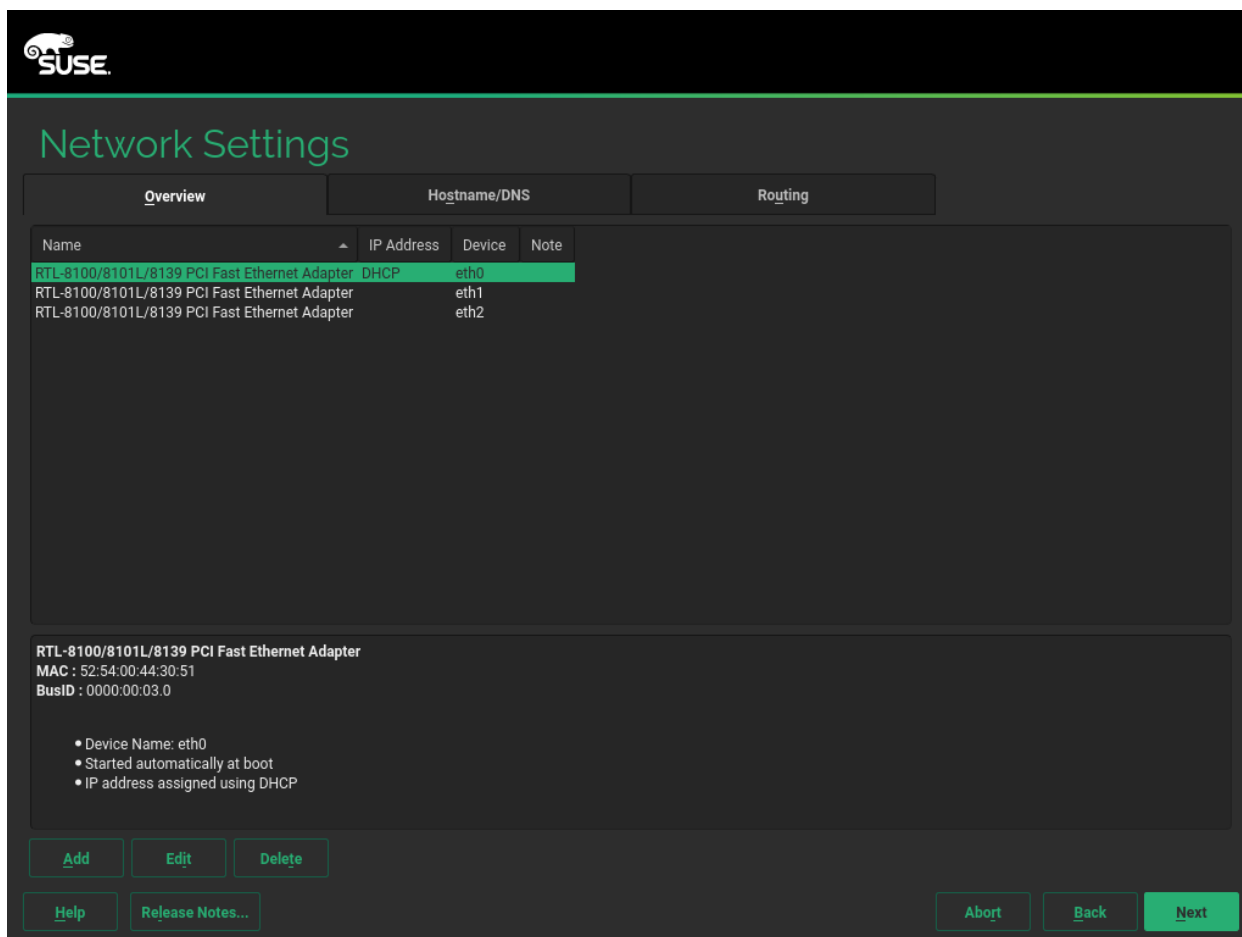 SUSE.
Network Settings
Overview Hostname/DNS Routing
Name IP Address Device Note
RTL-8100/8101L/8139 PCI Fast Ethernet Adapter DHCP eth0
RTL-8100/8101L/8139 PCI Fast Ethernet Adapter eth1
RTL-8100/8101L/8139 PCI Fast Ethernet Adapter eth2
RTL-8100/8101L/8139 PCI Fast Ethernet Adapter
MAC : 52:54:00:44:30:51
BusID : 0000:00:03.0
• Device Name: eth0
• Started automatically at boot
• IP address assigned using DHCP
Add Edit Delete
Help Release Notes... Abort Back Next